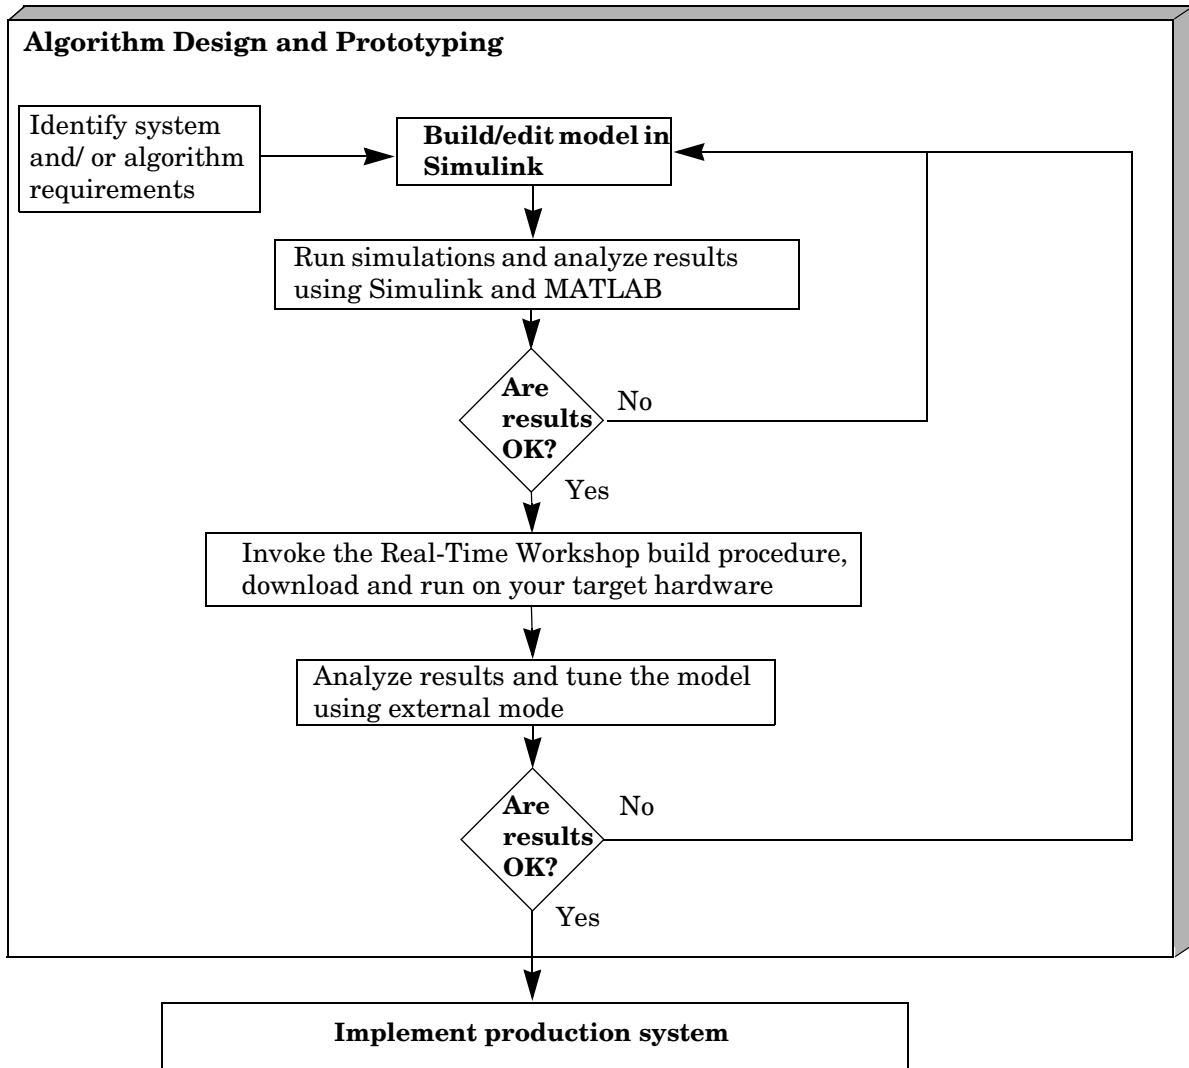 Algorithm Design and Prototyping
Identify system
and/ or algorithm
requirements
Build/edit model in
Simulink
Run simulations and analyze results
using Simulink and MATLAB
Are
results
OK?
No
Yes
Invoke the Real-Time Workshop build procedure,
download and run on your target hardware
Analyze results and tune the model
using external mode
Are
results
OK?
No
Yes
Implement production system